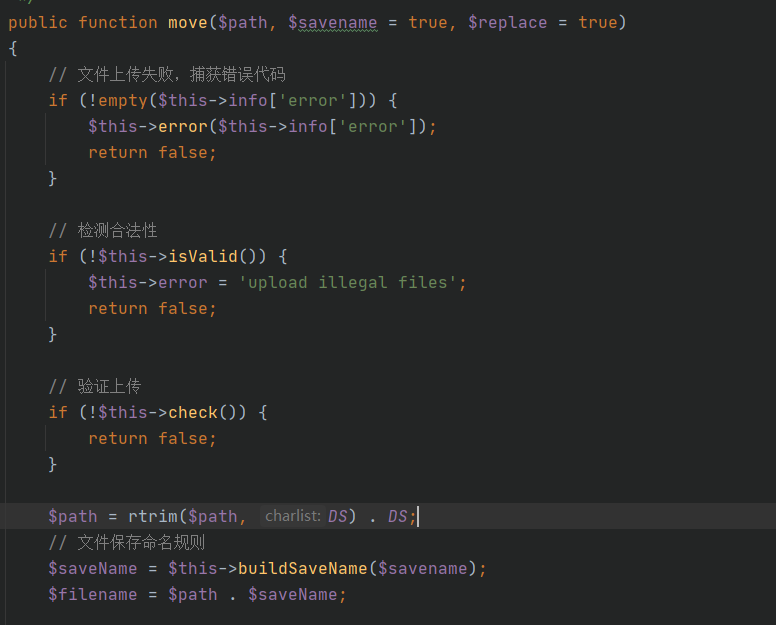 public function move($path, $savename = true, $replace = true)
{
    // 文件上传失败，捕获错误代码
    if (!empty($this->info['error'])) {
        $this->error($this->info['error']);
        return false;
    }
    // 检测合法性
    if (!$this->isValid()) {
        $this->error = 'upload illegal files';
        return false;
    }
    // 验证上传
    if (!$this->check()) {
        return false;
    }
    $path = rtrim($path, charlist: DS) . DS;
    // 文件保存命名规则
    $saveName = $this->buildSaveName($savename);
    $filename = $path . $saveName;